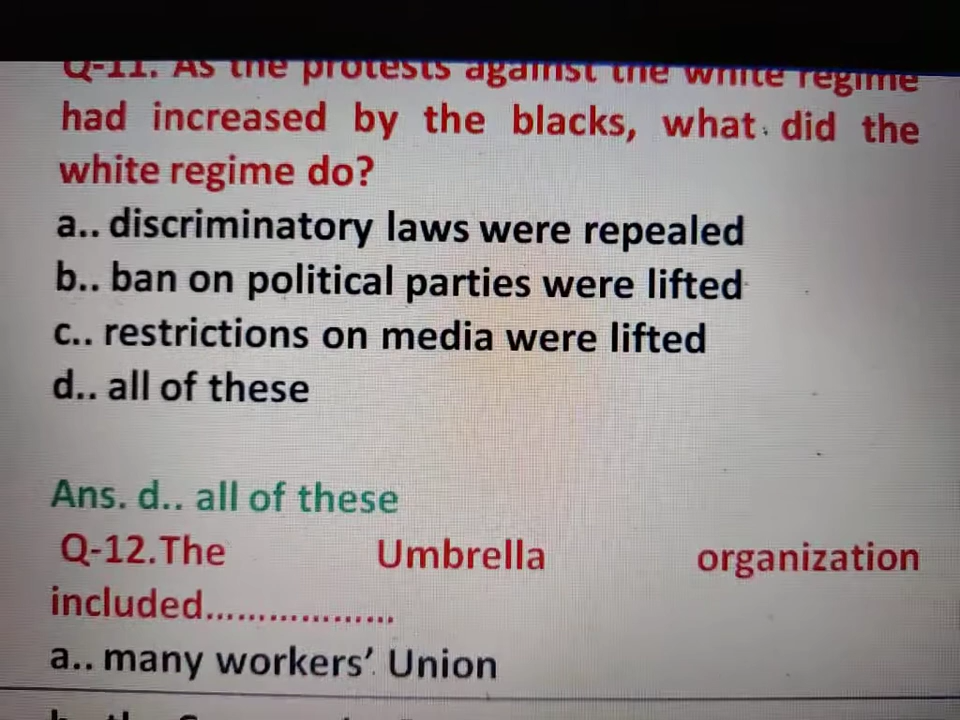 Q-11. As the protests against the white regime
had increased by the blacks, what did the
white regime do?
a.. discriminatory laws were repealed
b.. ban on political parties were lifted
c.. restrictions on media were lifted
d.. all of these
Ans. d.. all of these
Q-12.The Umbrella organization
included..................
a.. many workers’ Union